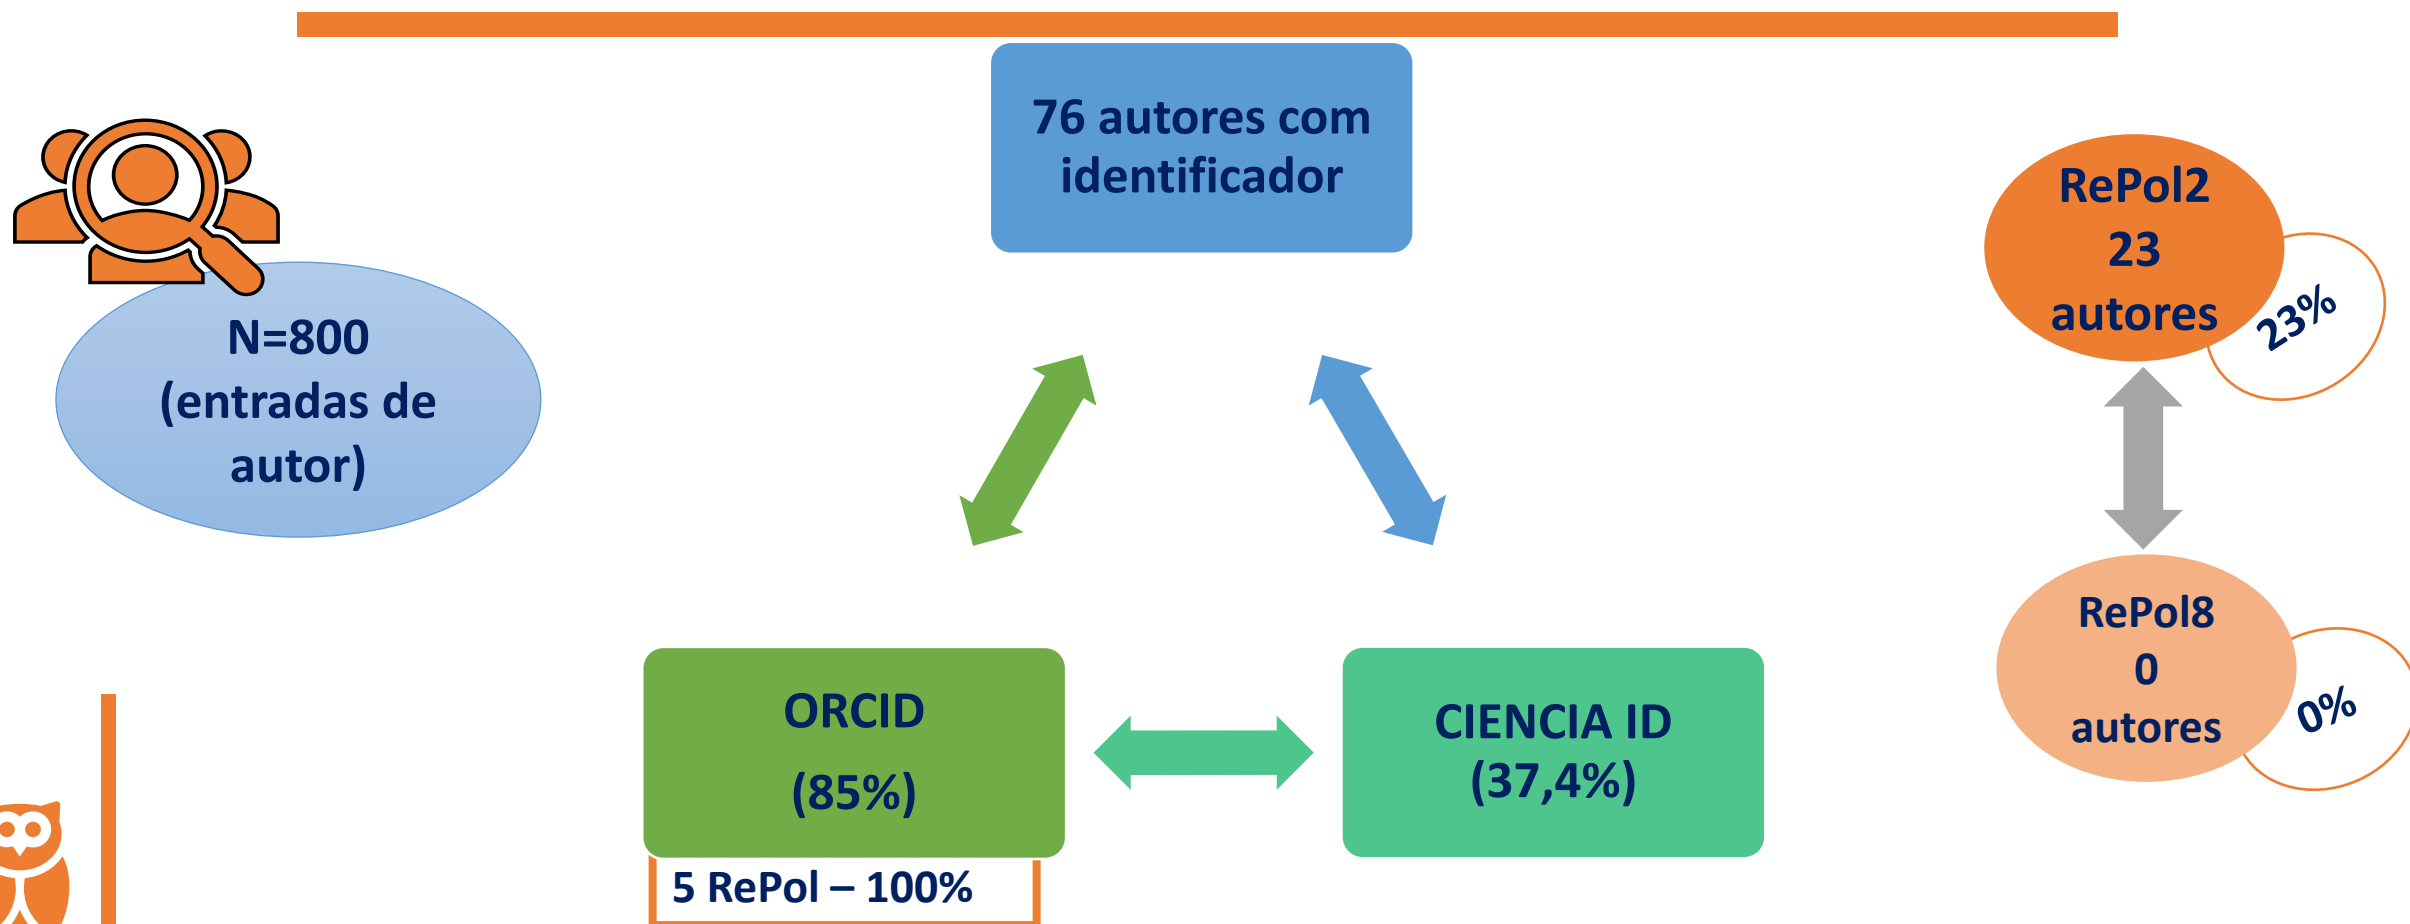 76 autores com
identificador
N=800
(entradas de
autor)
RePol2
23
autores
23%
RePol8
0
autores
0%
ORCID
(85%)
CIENCIA ID
(37,4%)
5 RePol – 100%